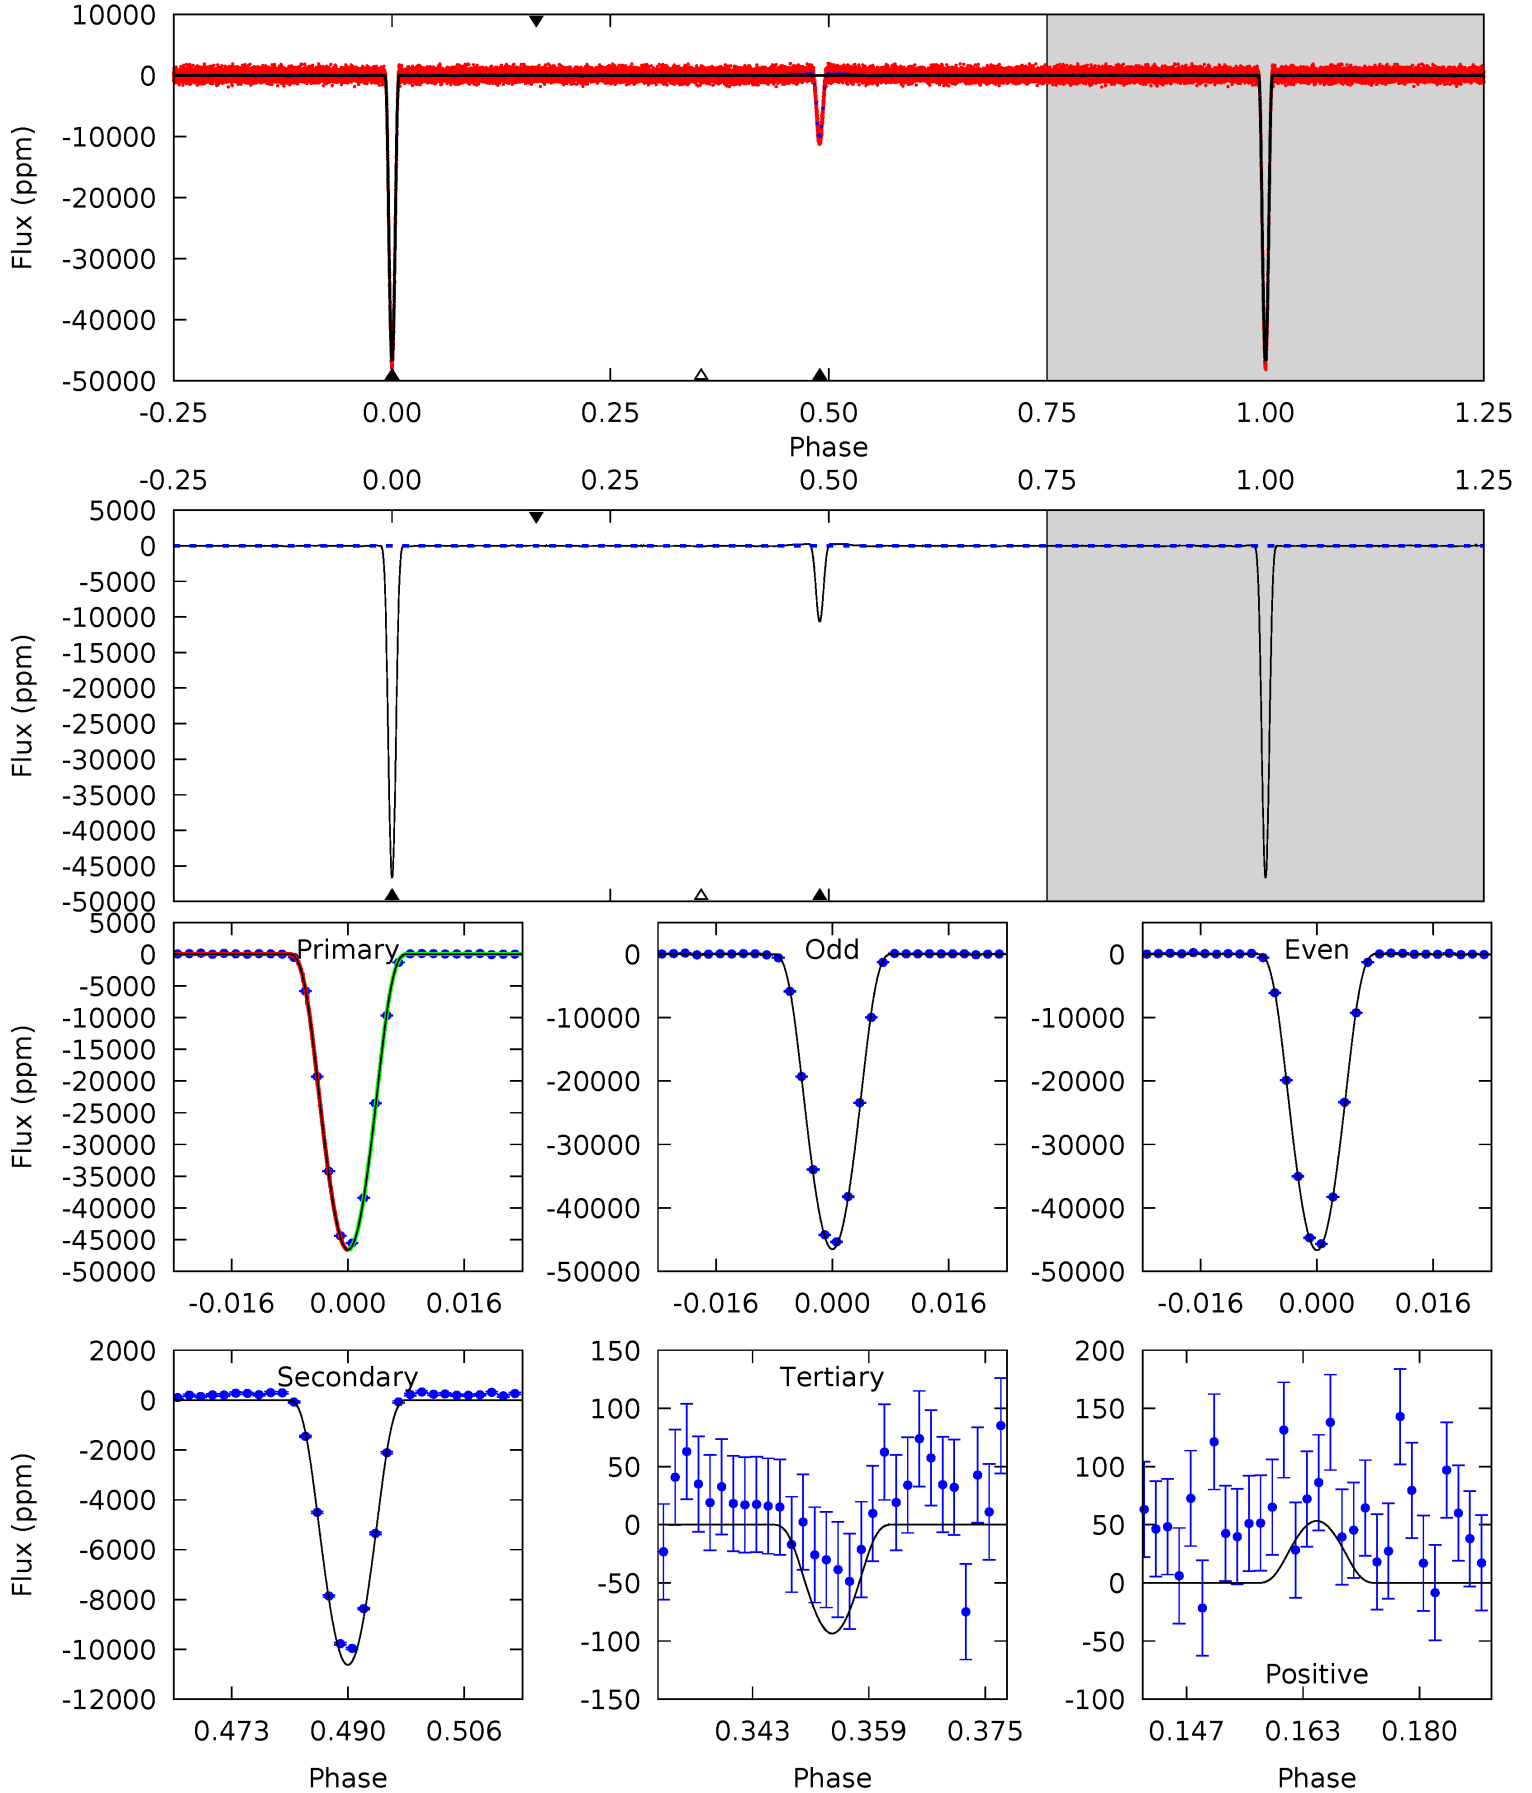 10000
0
-10000
-20000
-30000
-40000
-50000
Flux (ppm)
-0.25 0.00 0.25 0.50 0.75 1.00 1.25
Phase
-0.25 0.00 0.25 0.50 0.75 1.00 1.25
5000
0
-5000
-10000
-15000
-20000
-25000
-30000
-35000
-40000
-45000
-50000
Flux (ppm)
Primary
5000
0
-5000
-10000
-15000
-20000
-25000
-30000
-35000
-40000
-45000
-50000
Flux (ppm)
-0.016 0.000 0.016
Odd
0
-10000
-20000
-30000
-40000
-50000
-0.016 0.000 0.016
Even
0
-10000
-20000
-30000
-40000
-50000
-0.016 0.000 0.016
Secondary
2000
0
-2000
-4000
-6000
-8000
-10000
-12000
Flux (ppm)
0.473 0.490 0.506
Phase
Tertiary
150
100
50
0
-50
-100
-150
0.343 0.359 0.375
Phase
200
150
100
50
0
-50
-100
Positive
0.147 0.163 0.180
Phase